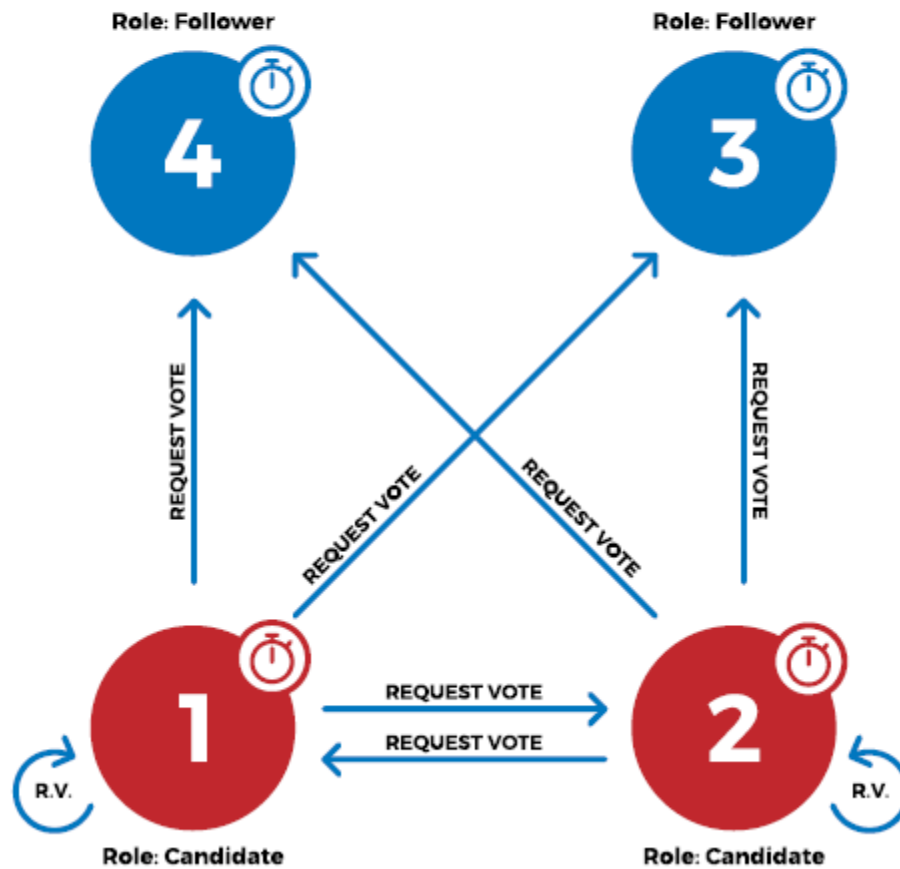 Role: Follower
Role: Follower
4
3
REQUEST VOTE
REQUEST VOTE
REQUEST VOTE
REQUEST VOTE
1
REQUEST VOTE
REQUEST VOTE
2
R.V.
R.V.
Role: Candidate
Role: Candidate